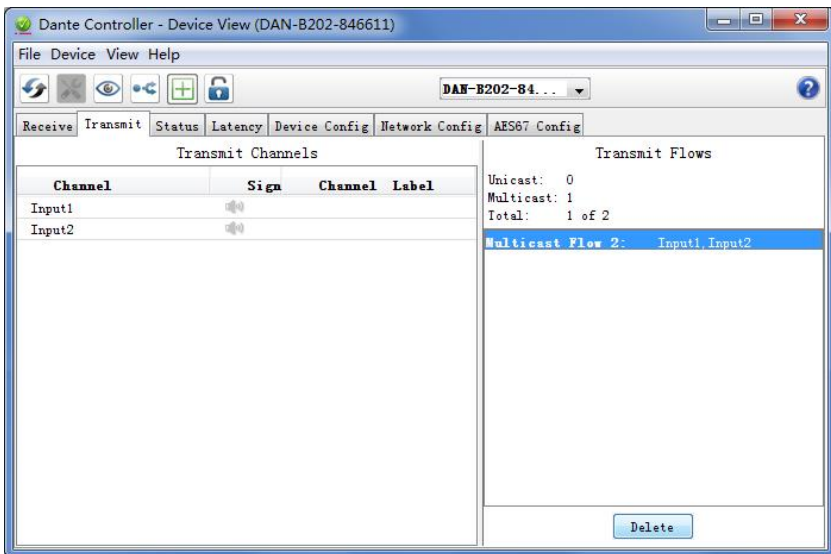 Dante Controller - Device View (DAN-B202-846611)
File Device View Help
DAN-B202-84...
Receive Transmit Status Latency Device Config Network Config AES67 Config
Transmit Channels
Channel Sign Channel Label
Input1
Input2
Transmit Flows
Unicast: 0
Multicast: 1
Total: 1 of 2
Multicast Flow 2: Input1,Input2
Delete